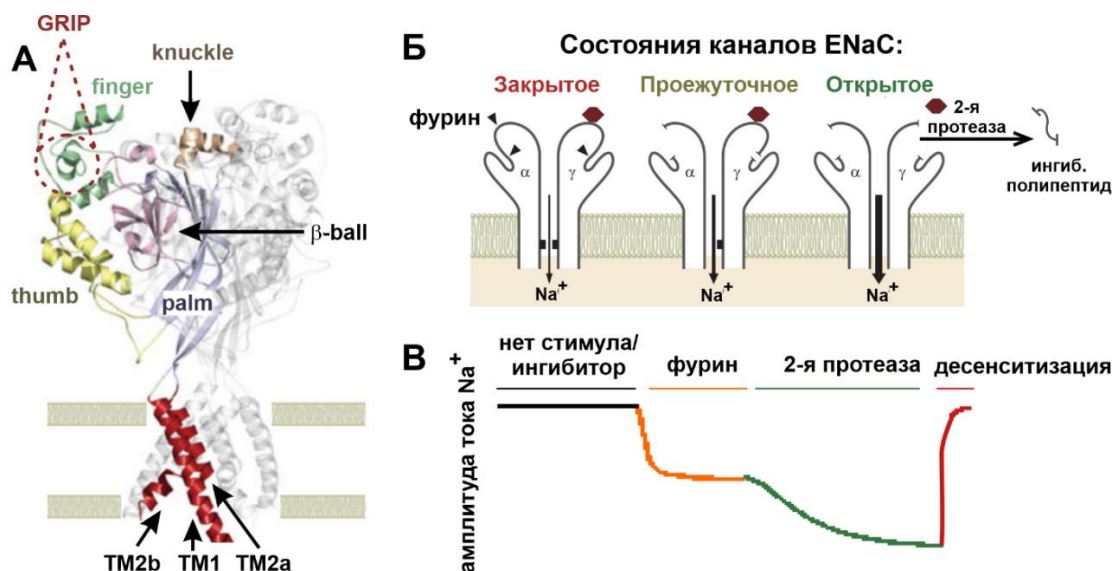 GRIP
А
knuckle
finger
β-ball
thumb
palm
TM2b
TM1
TM2a
Б
Состояния каналов ENaC:
Закрытое
Проежуточное
Открытое
фурин
2-я
протеаза
ингиб.
полипептид
α
γ
α
γ
α
γ
Na+
Na+
Na+
В
нет стимула/
ингибитор
фурин
2-я протеаза
десенситизация
амплитуда тока Na+